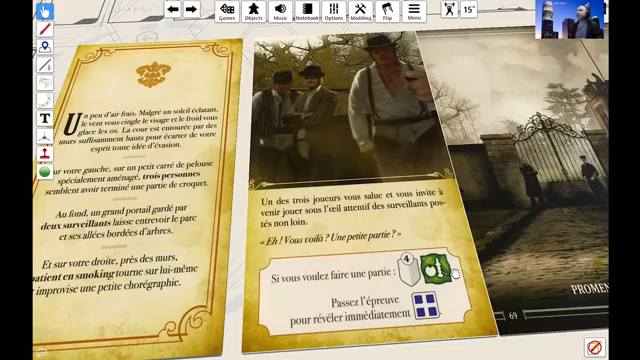 Games
Objects
Music
Notebook
Options
Modding
Flip
Menu
15"
Un peu d'air frais. Malgré un soleil éclatant,
le vent vous cingle le visage et le froid vous
glace les os. La cour est entourée par des
murs suffisamment hauts pour écarter de votre
esprit toute idée d'évasion.
ur votre gauche, sur un petit carré de pelouse
spécialement aménagé, trois personnes
semblent avoir terminé une partie de croquet.
Au fond, un grand portail gardé par
deux surveillants laisse entrevoir le parc
et ses allées bordées d'arbres.
Et sur votre droite, près des murs,
patient en smoking tourne sur lui-même
improvise une petite chorégraphie.
Un des trois joueurs vous salue et vous invite à
venir jouer sous l'œil attentif des surveillants pos-
tés non loin.
« Eh ! Vous voilà ? Une petite partie ? »
Si vous voulez faire une partie :
4
Passez l'épreuve
pour révéler immédiatement
69
PROMEN
T